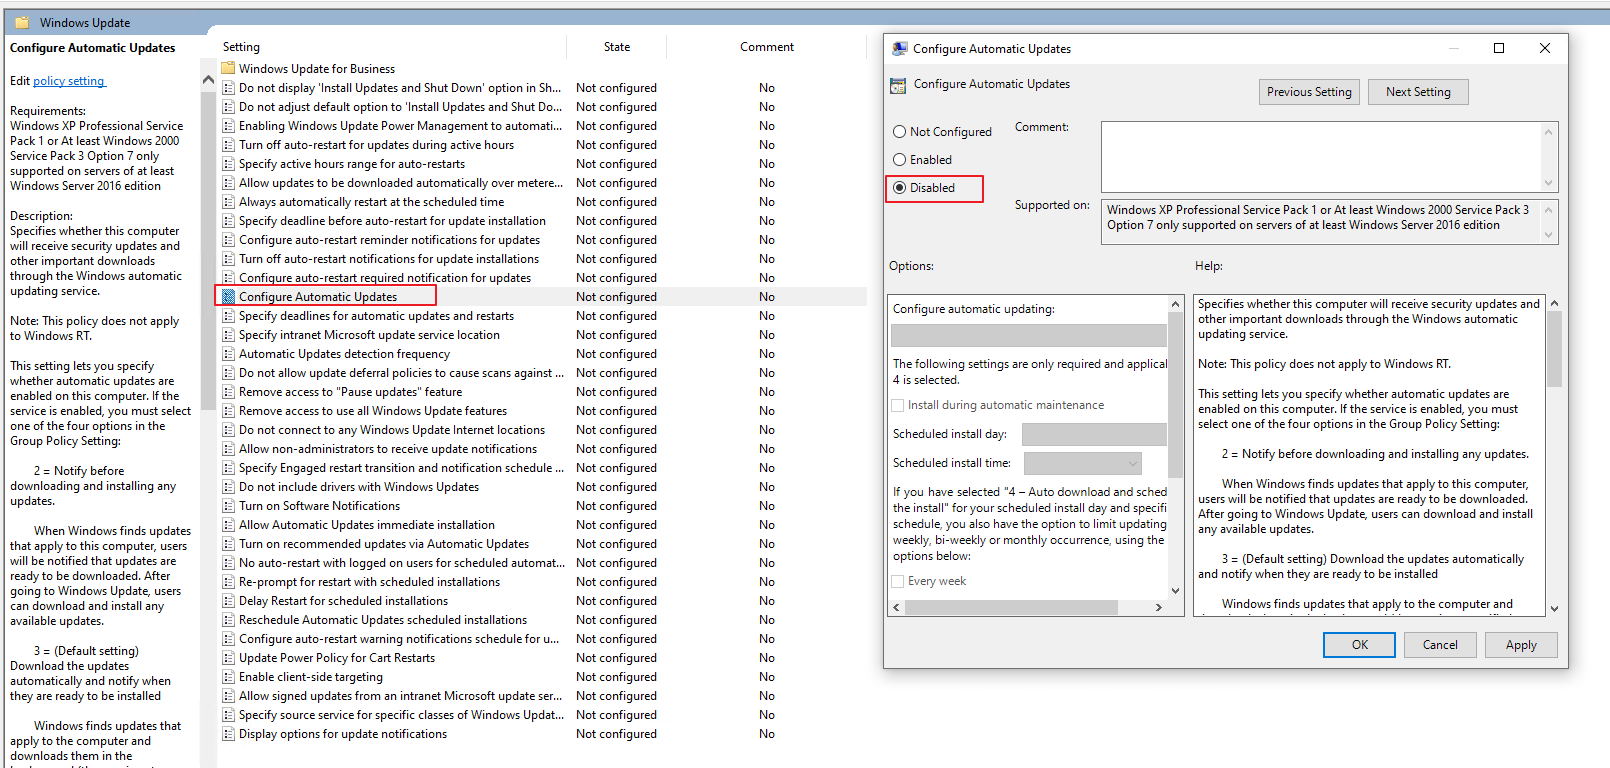 Windows Update
Configure Automatic Updates
Edit policy setting
Requirements:
Windows XP Professional Service
Pack 1 or At least Windows 2000
Service Pack 3 Option 7 only
supported on servers of at least
Windows Server 2016 edition
Description:
Specifies whether this computer
will receive security updates and
other important downloads
through the Windows automatic
updating service.
Note: This policy does not apply
to Windows RT.
This setting lets you specify
whether automatic updates are
enabled on this computer. If the
service is enabled, you must select
one of the four options in the
Group Policy Setting:
2 = Notify before
downloading and installing any
updates.
When Windows finds updates
that apply to this computer, users
will be notified that updates are
ready to be downloaded. After
going to Windows Update, users
can download and install any
available updates.
3 = (Default setting)
Download the updates
automatically and notify when
they are ready to be installed
Windows finds updates that
apply to the computer and
downloads them in the
Setting State Comment
Windows Update for Business
Do not display 'Install Updates and Shut Down' option in Sh... Not configured No
Do not adjust default option to 'Install Updates and Shut Do... Not configured No
Enabling Windows Update Power Management to automati... Not configured No
Turn off auto-restart for updates during active hours Not configured No
Specify active hours range for auto-restarts Not configured No
Allow updates to be downloaded automatically over metere... Not configured No
Always automatically restart at the scheduled time Not configured No
Specify deadline before auto-restart for update installation Not configured No
Configure auto-restart reminder notifications for updates Not configured No
Turn off auto-restart notifications for update installations Not configured No
Configure auto-restart required notification for updates Not configured No
Configure Automatic Updates Not configured No
Specify deadlines for automatic updates and restarts Not configured No
Specify intranet Microsoft update service location Not configured No
Automatic Updates detection frequency Not configured No
Do not allow update deferral policies to cause scans against ... Not configured No
Remove access to "Pause updates" feature Not configured No
Remove access to use all Windows Update features Not configured No
Do not connect to any Windows Update Internet locations Not configured No
Allow non-administrators to receive update notifications Not configured No
Specify Engaged restart transition and notification schedule ... Not configured No
Do not include drivers with Windows Updates Not configured No
Turn on Software Notifications Not configured No
Allow Automatic Updates immediate installation Not configured No
Turn on recommended updates via Automatic Updates Not configured No
No auto-restart with logged on users for scheduled automat... Not configured No
Re-prompt for restart with scheduled installations Not configured No
Delay Restart for scheduled installations Not configured No
Reschedule Automatic Updates scheduled installations Not configured No
Configure auto-restart warning notifications schedule for u... Not configured No
Update Power Policy for Cart Restarts Not configured No
Enable client-side targeting Not configured No
Allow signed updates from an intranet Microsoft update ser... Not configured No
Specify source service for specific classes of Windows Updat... Not configured No
Display options for update notifications Not configured No
Configure Automatic Updates
Configure Automatic Updates
Previous Setting Next Setting
Not Configured Comment:
Enabled
Disabled
Supported on: Windows XP Professional Service Pack 1 or At least Windows 2000 Service Pack 3
Option 7 only supported on servers of at least Windows Server 2016 edition
Options: Help:
Configure automatic updating:
The following settings are only required and applical
4 is selected.
Install during automatic maintenance
Scheduled install day:
Scheduled install time:
If you have selected "4 – Auto download and sched
the install" for your scheduled install day and specifi
schedule, you also have the option to limit updating
weekly, bi-weekly or monthly occurrence, using the
options below:
Every week
Specifies whether this computer will receive security updates and
other important downloads through the Windows automatic
updating service.
Note: This policy does not apply to Windows RT.
This setting lets you specify whether automatic updates are
enabled on this computer. If the service is enabled, you must
select one of the four options in the Group Policy Setting:
2 = Notify before downloading and installing any updates.
When Windows finds updates that apply to this computer,
users will be notified that updates are ready to be downloaded.
After going to Windows Update, users can download and install
any available updates.
3 = (Default setting) Download the updates automatically
and notify when they are ready to be installed
Windows finds updates that apply to the computer and
OK Cancel Apply